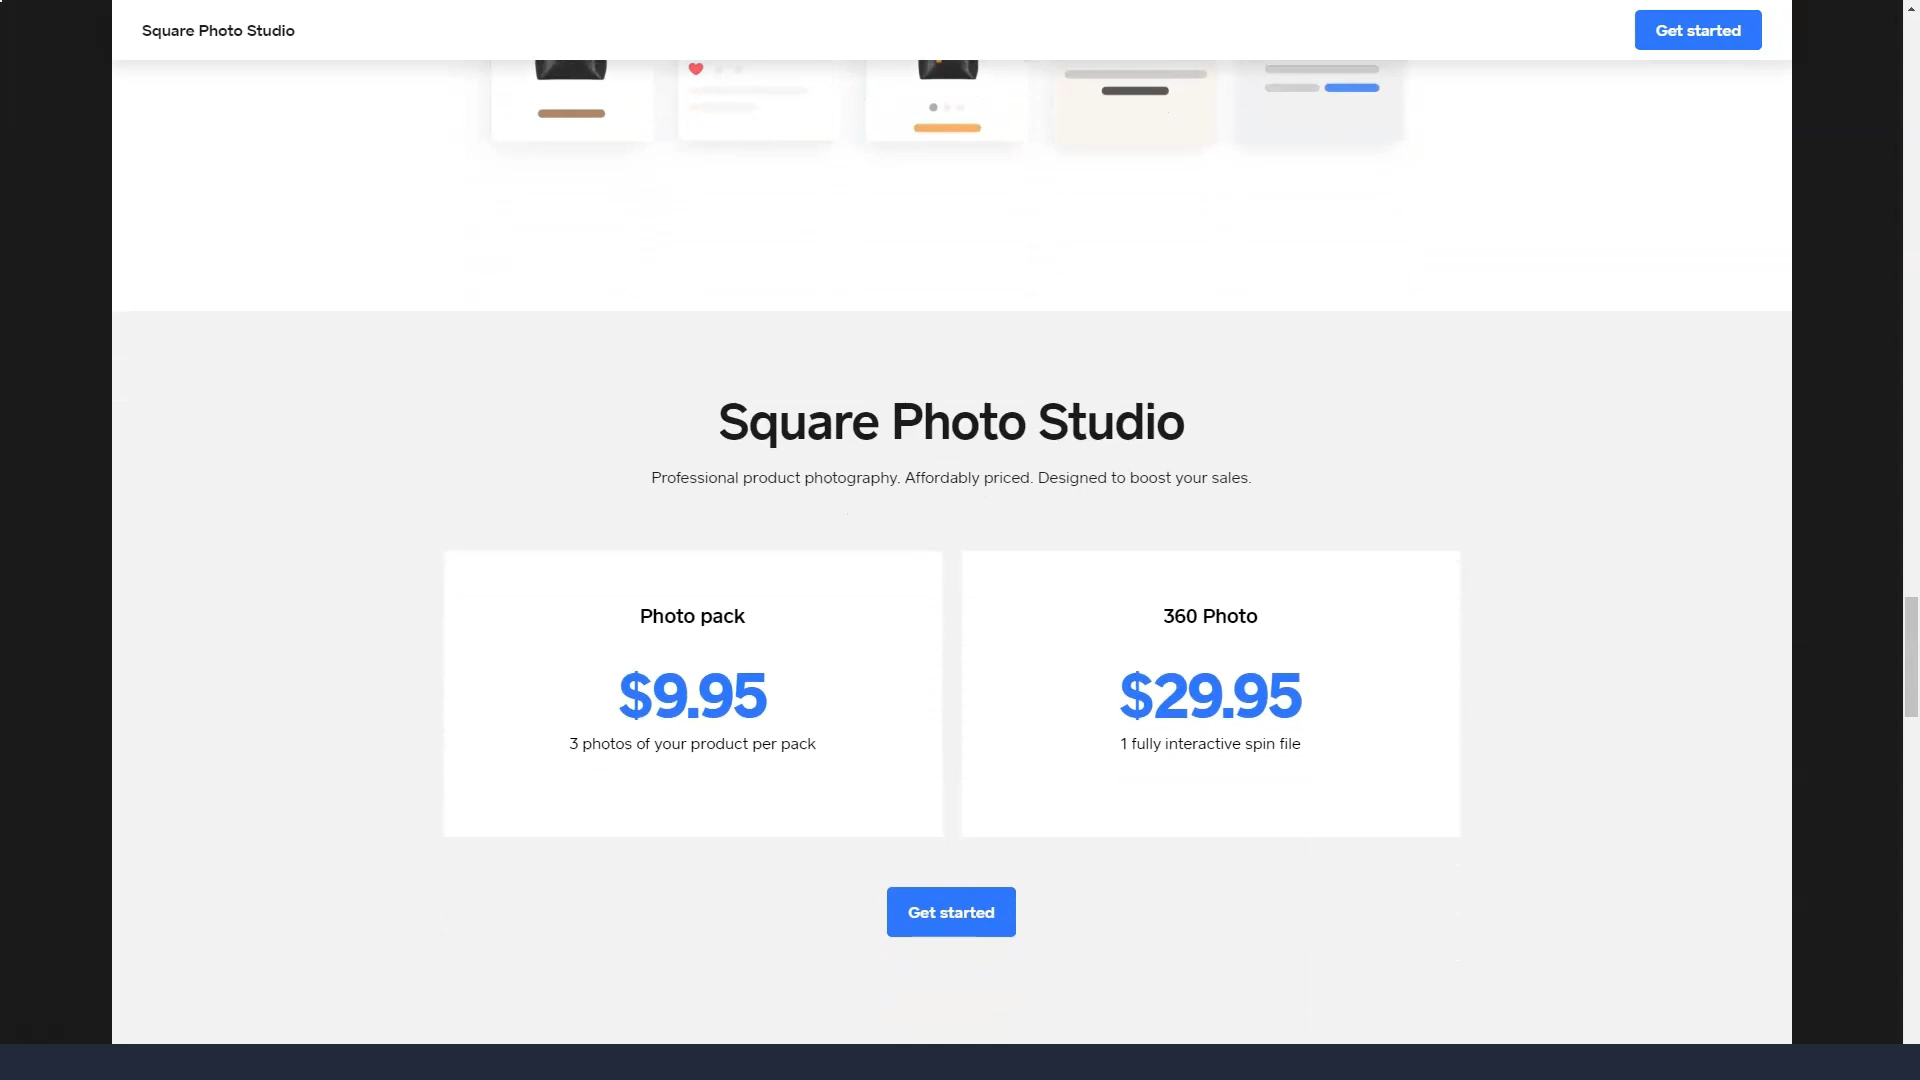 Square Photo Studio
Get started
Square Photo Studio
Professional product photography. Affordably priced. Designed to boost your sales.
Photo pack
$9.95
3 photos of your product per pack
360 Photo
$29.95
1 fully interactive spin file
Get started